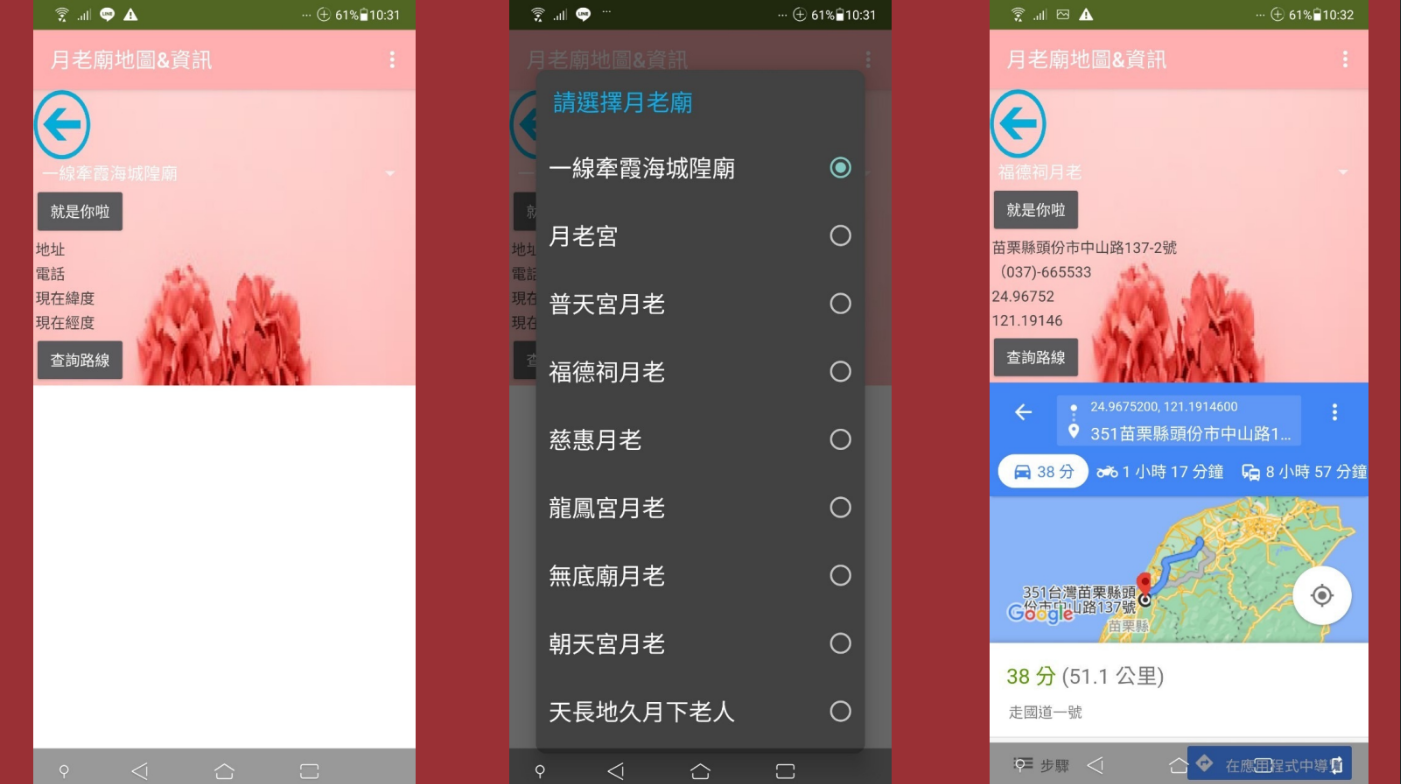 61% 10:31
月老廟地圖&資訊
一線牽霞海城隍廟
就是你啦
地址
電話
現在緯度
現在經度
查詢路線
61% 10:31
月老廟地圖&資訊
請選擇月老廟
一線牽霞海城隍廟
月老宮
普天宮月老
福德祠月老
慈惠月老
龍鳳宮月老
無底廟月老
朝天宮月老
天長地久月下老人
61% 10:32
月老廟地圖&資訊
福德祠月老
就是你啦
苗栗縣頭份市中山路137-2號
(037)-665533
24.96752
121.19146
查詢路線
24.9675200, 121.1914600
351苗栗縣頭份市中山路1...
38 分 1 小時 17 分鐘 8 小時 57 分鐘
351台灣苗栗縣頭
份市中山路137號
Google
苗栗縣
38 分 (51.1 公里)
走國道一號
步驟
在應用程式中導覽